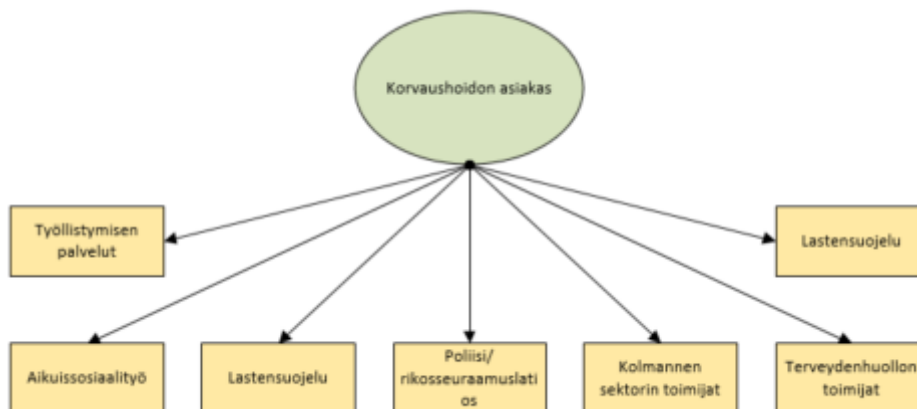 Korvaushoidon asiakas
Työllistymisen
palvelut
Lastensuojelu
Aikuissosiaalityö
Lastensuojelu
Poliisi/
rikosseuraamuslati
os
Kolmannen
sektorin toimijat
Terveydenhuollon
toimijat